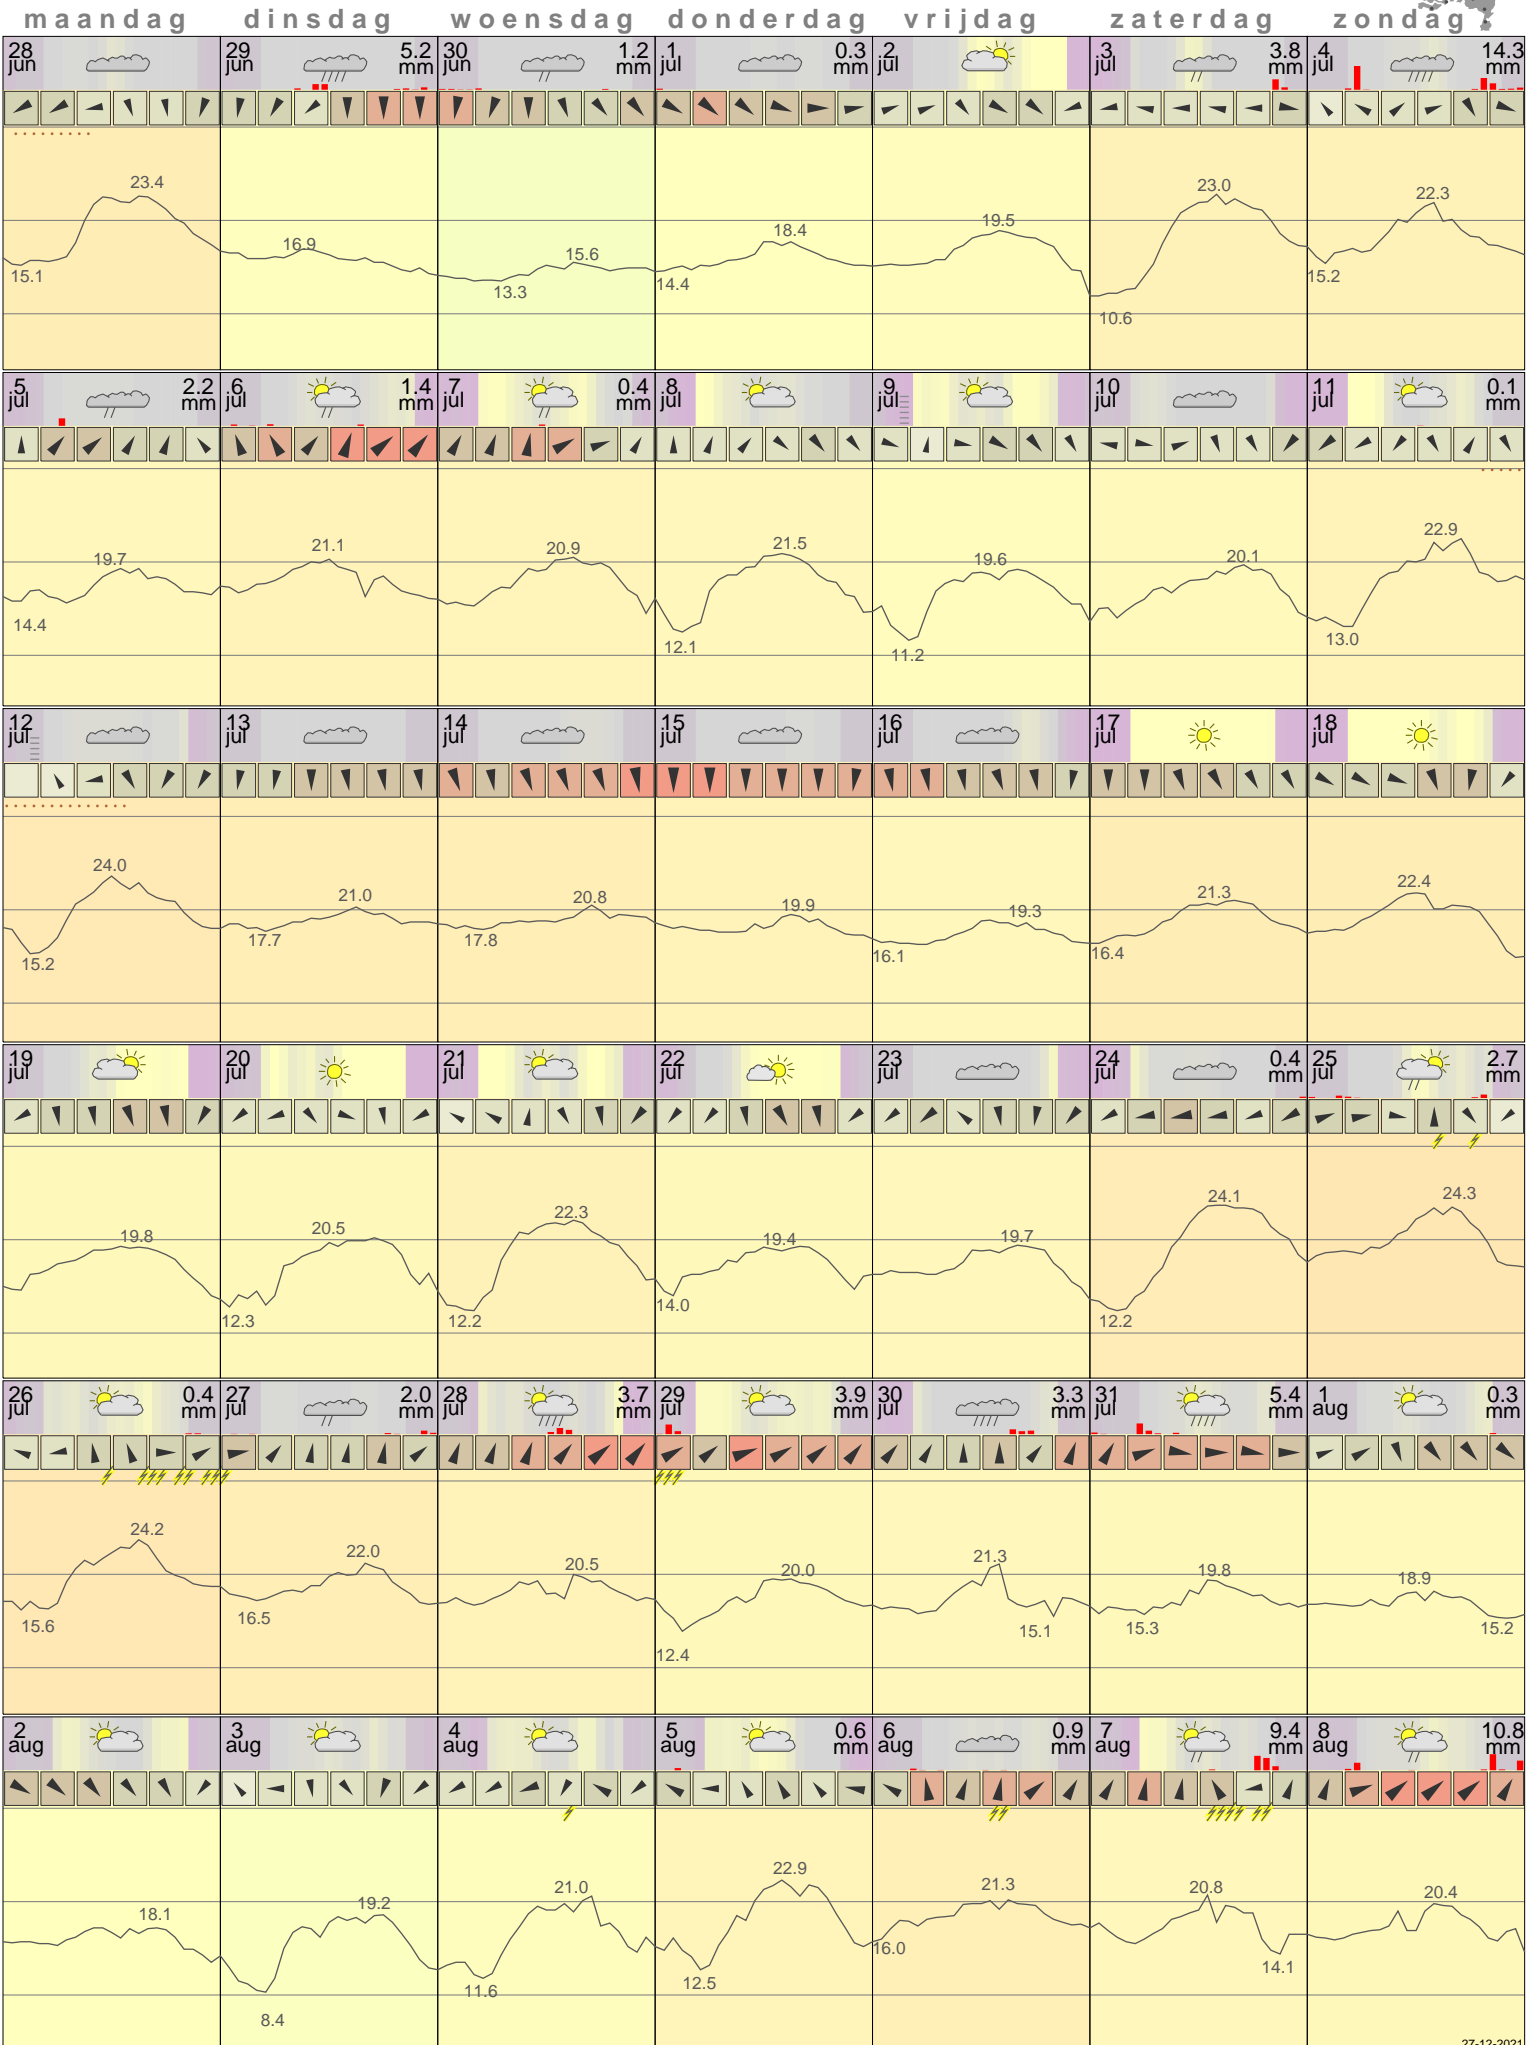 maandag dinsdag woensdag donderdag vrijdag zaterdag zondag
28 jun
29 jun 5.2 mm
30 jun 1.2 mm
1 jul 0.3 mm
2 jul
3 jul 3.8 mm
4 jul 14.3 mm
23.4 15.1
16.9
15.6 13.3
18.4 14.4
19.5
23.0 10.6
22.3 15.2
5 jul 2.2 mm
6 jul 1.4 mm
7 jul 0.4 mm
8 jul
9 jul
10 jul
11 jul 0.1 mm
19.7 14.4
21.1
20.9
21.5 12.1
19.6 11.2
20.1
22.9 13.0
12 jul
13 jul
14 jul
15 jul
16 jul
17 jul
18 jul
24.0 15.2
21.0 17.7
20.8 17.8
19.9
19.3 16.1
21.3 16.4
22.4
19 jul
20 jul
21 jul
22 jul
23 jul
24 jul 0.4 mm
25 jul 2.7 mm
19.8
20.5 12.3
22.3 12.2
19.4 14.0
19.7
24.1 12.2
24.3
26 jul 0.4 mm
27 jul 2.0 mm
28 jul 3.7 mm
29 jul 3.9 mm
30 jul 3.3 mm
31 jul 5.4 mm
1 aug 0.3 mm
24.2 15.6
22.0 16.5
20.5
20.0 12.4
21.3 15.1
19.8 15.3
18.9 15.2
2 aug
3 aug
4 aug
5 aug 0.6 mm
6 aug 0.9 mm
7 aug 9.4 mm
8 aug 10.8 mm
18.1
19.2 8.4
21.0 11.6
22.9 12.5
21.3 16.0
20.8 14.1
20.4
27-12-2021